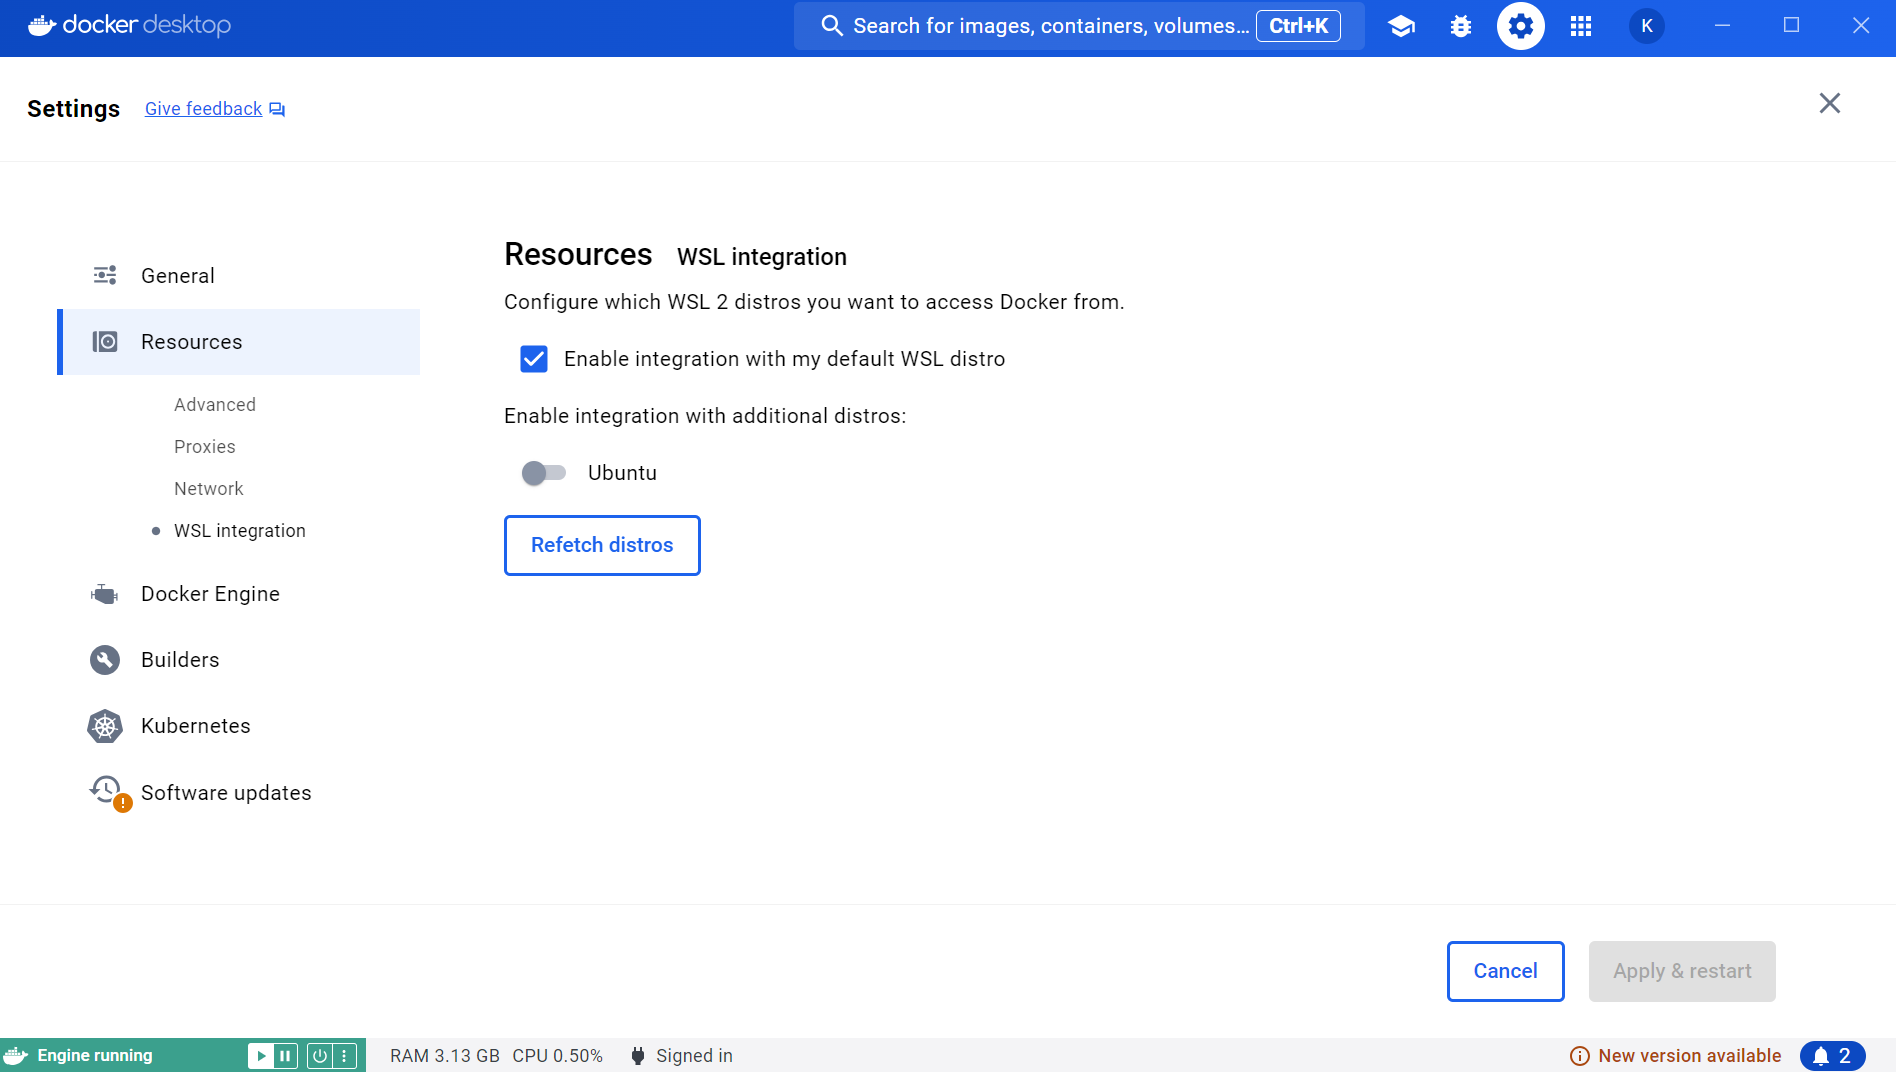 docker desktop
Search for images, containers, volumes... Ctrl+K
K
Settings Give feedback
General
Resources
Advanced
Proxies
Network
WSL integration
Docker Engine
Builders
Kubernetes
Software updates
Resources WSL integration
Configure which WSL 2 distros you want to access Docker from.
Enable integration with my default WSL distro
Enable integration with additional distros:
Ubuntu
Refetch distros
Cancel Apply & restart
Engine running RAM 3.13 GB CPU 0.50% Signed in New version available 2